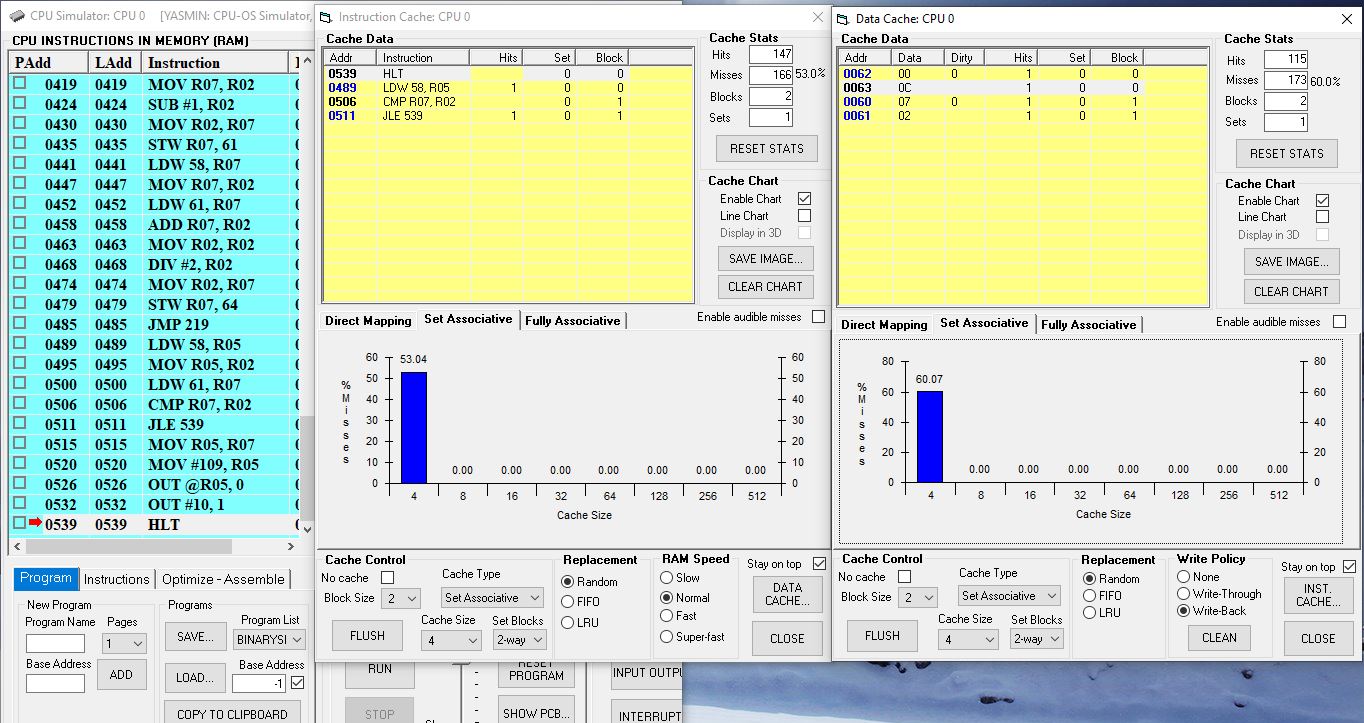 CPU Simulator: CPU 0 [YASMIN: CPU-OS Simulator,
CPU INSTRUCTIONS IN MEMORY (RAM)
PAdd LAdd Instruction
0419 0419 MOV R07, R02
0424 0424 SUB #1, R02
0430 0430 MOV R02, R07
0435 0435 STW R07, 61
0441 0441 LDW 58, R07
0447 0447 MOV R07, R02
0452 0452 LDW 61, R07
0458 0458 ADD R07, R02
0463 0463 MOV R02, R02
0468 0468 DIV #2, R02
0474 0474 MOV R02, R07
0479 0479 STW R07, 64
0485 0485 JMP 219
0489 0489 LDW 58, R05
0495 0495 MOV R05, R02
0500 0500 LDW 61, R07
0506 0506 CMP R07, R02
0511 0511 JLE 539
0515 0515 MOV R05, R07
0520 0520 MOV #109, R05
0526 0526 OUT @R05, 0
0532 0532 OUT #10, 1
0539 0539 HLT
Program Instructions Optimize - Assemble
New Program
Program Name Pages
1
Base Address
ADD
Programs
Program List
SAVE... BINARYSI
Base Address
LOAD... -1
COPY TO CLIPBOARD
RUN
STOP
RESET
PROGRAM
SHOW PCB...
INPUT OUTPU
INTERRUPT
Instruction Cache: CPU 0
Cache Data
Addr Instruction Hits Set Block
0539 HLT 0 0
0489 LDW 58, R05 1 0 0
0506 CMP R07, R02 0 1
0511 JLE 539 1 0 1
Cache Stats
Hits 147
Misses 166 53.0%
Blocks 2
Sets 1
RESET STATS
Cache Chart
Enable Chart
Line Chart
Display in 3D
SAVE IMAGE...
CLEAR CHART
Enable audible misses
Direct Mapping Set Associative Fully Associative
% Misses
60 50 40 30 20 10 0
53.04 0.00 0.00 0.00 0.00 0.00 0.00 0.00
60 50 40 30 20 10 0
4 8 16 32 64 128 256 512
Cache Size
Cache Control
No cache
Block Size 2
FLUSH
Cache Type
Set Associative
Cache Size Set Blocks
4 2-way
Replacement
Random
FIFO
LRU
RAM Speed
Slow
Normal
Fast
Super-fast
Stay on top
DATA
CACHE...
CLOSE
Data Cache: CPU 0
Cache Data
Addr Data Dirty Hits Set Block
0062 00 0 1 0 0
0063 0C 1 0 0
0060 07 0 1 0 1
0061 02 1 0 1
Cache Stats
Hits 115
Misses 173 60.0%
Blocks 2
Sets 1
RESET STATS
Cache Chart
Enable Chart
Line Chart
Display in 3D
SAVE IMAGE...
CLEAR CHART
Enable audible misses
Direct Mapping Set Associative Fully Associative
% Misses
80 60 40 20 0
60.07 0.00 0.00 0.00 0.00 0.00 0.00 0.00
80 60 40 20 0
4 8 16 32 64 128 256 512
Cache Size
Cache Control
No cache
Block Size 2
FLUSH
Cache Type
Set Associative
Cache Size Set Blocks
4 2-way
Replacement
Random
FIFO
LRU
Write Policy
None
Write-Through
Write-Back
CLEAN
Stay on top
INST.
CACHE...
CLOSE